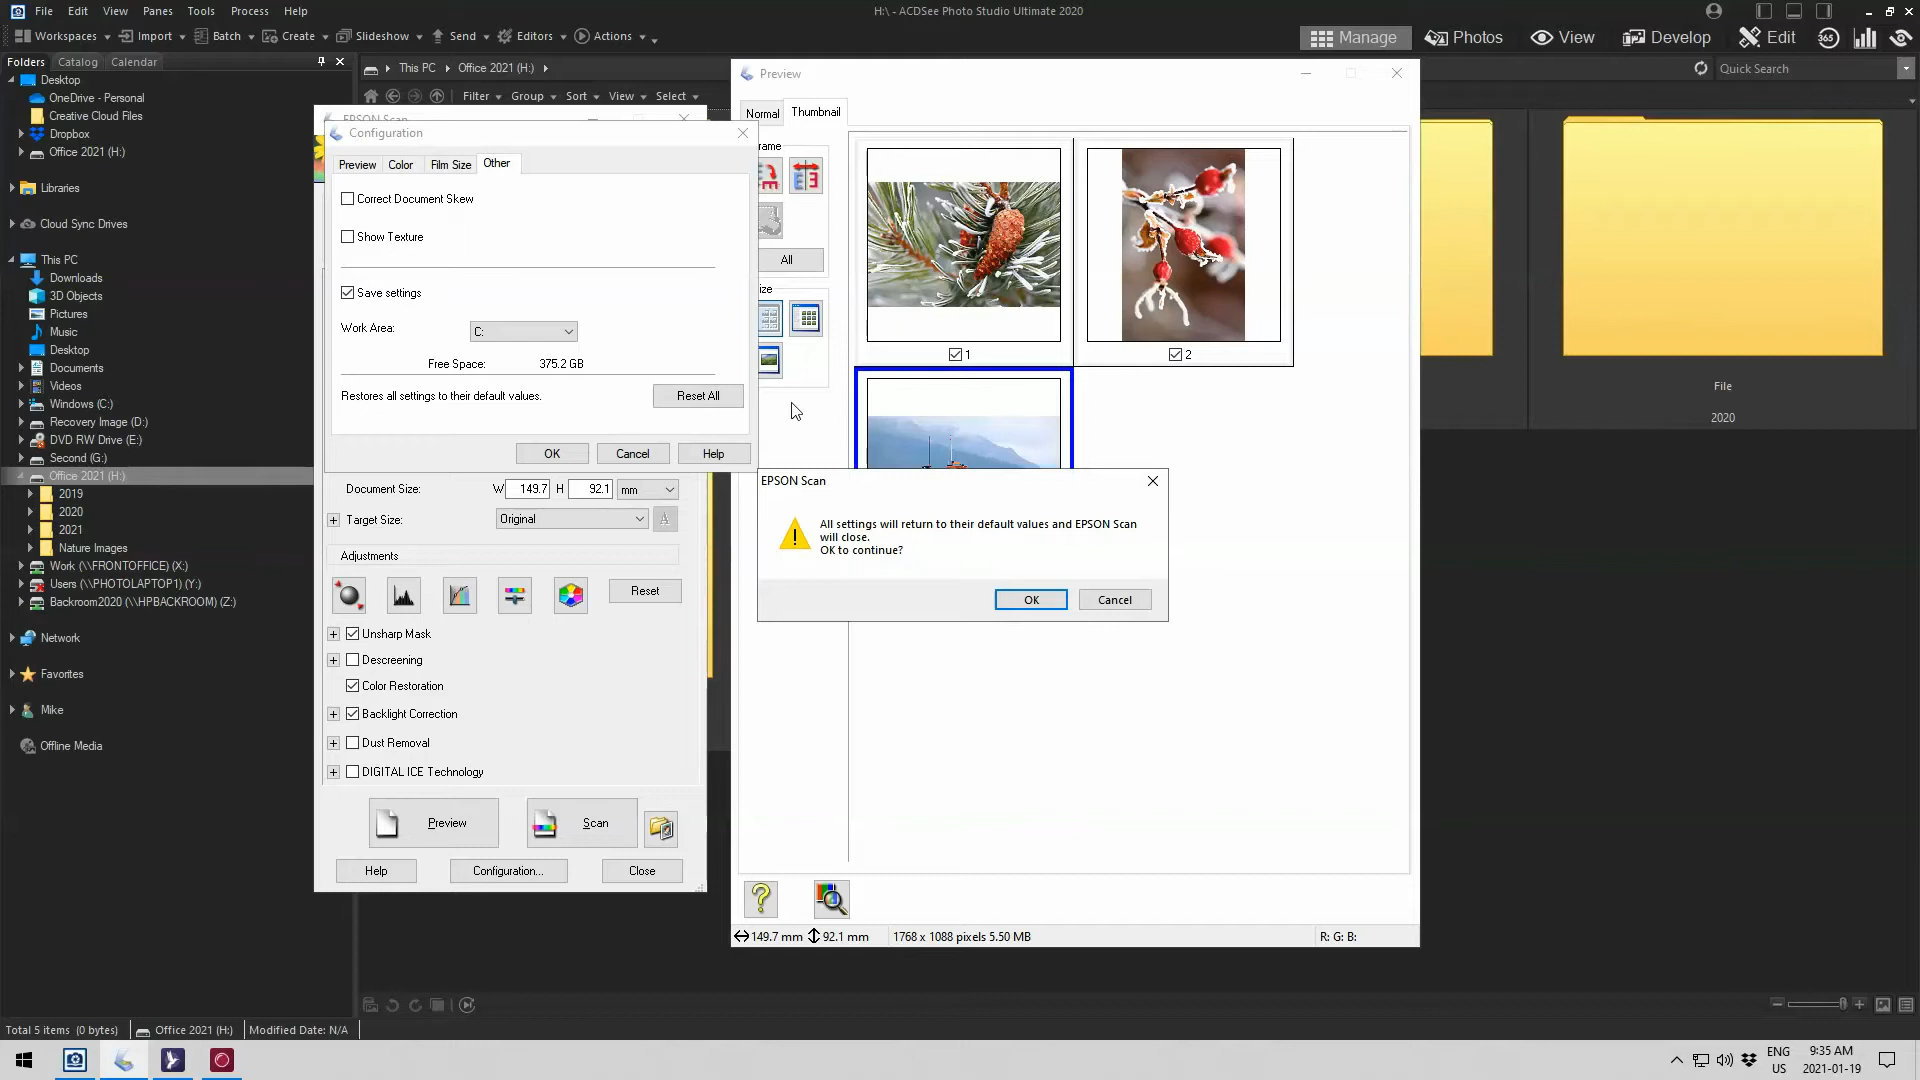 File Edit View Panes Tools Process Help
H:\ - ACDSee Photo Studio Ultimate 2020
Workspaces Import Batch Create Slideshow Send Editors Actions
Manage Photos View Develop Edit 365
Folders Catalog Calendar
This PC Office 2021 (H:)
Quick Search
Filter Group Sort View Select
Desktop
OneDrive - Personal
Creative Cloud Files
Dropbox
Office 2021 (H:)
Libraries
Cloud Sync Drives
This PC
Downloads
3D Objects
Pictures
Music
Desktop
Documents
Videos
Windows (C:)
Recovery Image (D:)
DVD RW Drive (E:)
Second (G:)
Office 2021 (H:)
2019
2020
2021
Nature Images
Work (\\FRONTOFFICE) (X:)
Users (\\PHOTOLAPTOP1) (Y:)
Backroom2020 (\\HPBACKROOM) (Z:)
Network
Favorites
Mike
Offline Media
EPSON Scan
Configuration
Preview Color Film Size Other
Correct Document Skew
Show Texture
Save settings
Work Area: C:
Free Space: 375.2 GB
Restores all settings to their default values. Reset All
OK Cancel Help
Document Size: W 149.7 H 92.1 mm
Target Size: Original A
Adjustments
Reset
Unsharp Mask
Descreening
Color Restoration
Backlight Correction
Dust Removal
DIGITAL ICE Technology
Preview Scan
Help Configuration... Close
Preview
Normal Thumbnail
rame
All
ize
1
2
EPSON Scan
All settings will return to their default values and EPSON Scan
will close.
OK to continue?
OK Cancel
149.7 mm 92.1 mm 1768 x 1088 pixels 5.50 MB R: G: B:
File
2020
Total 5 items (0 bytes) Office 2021 (H:) Modified Date: N/A
ENG
US
9:35 AM
2021-01-19